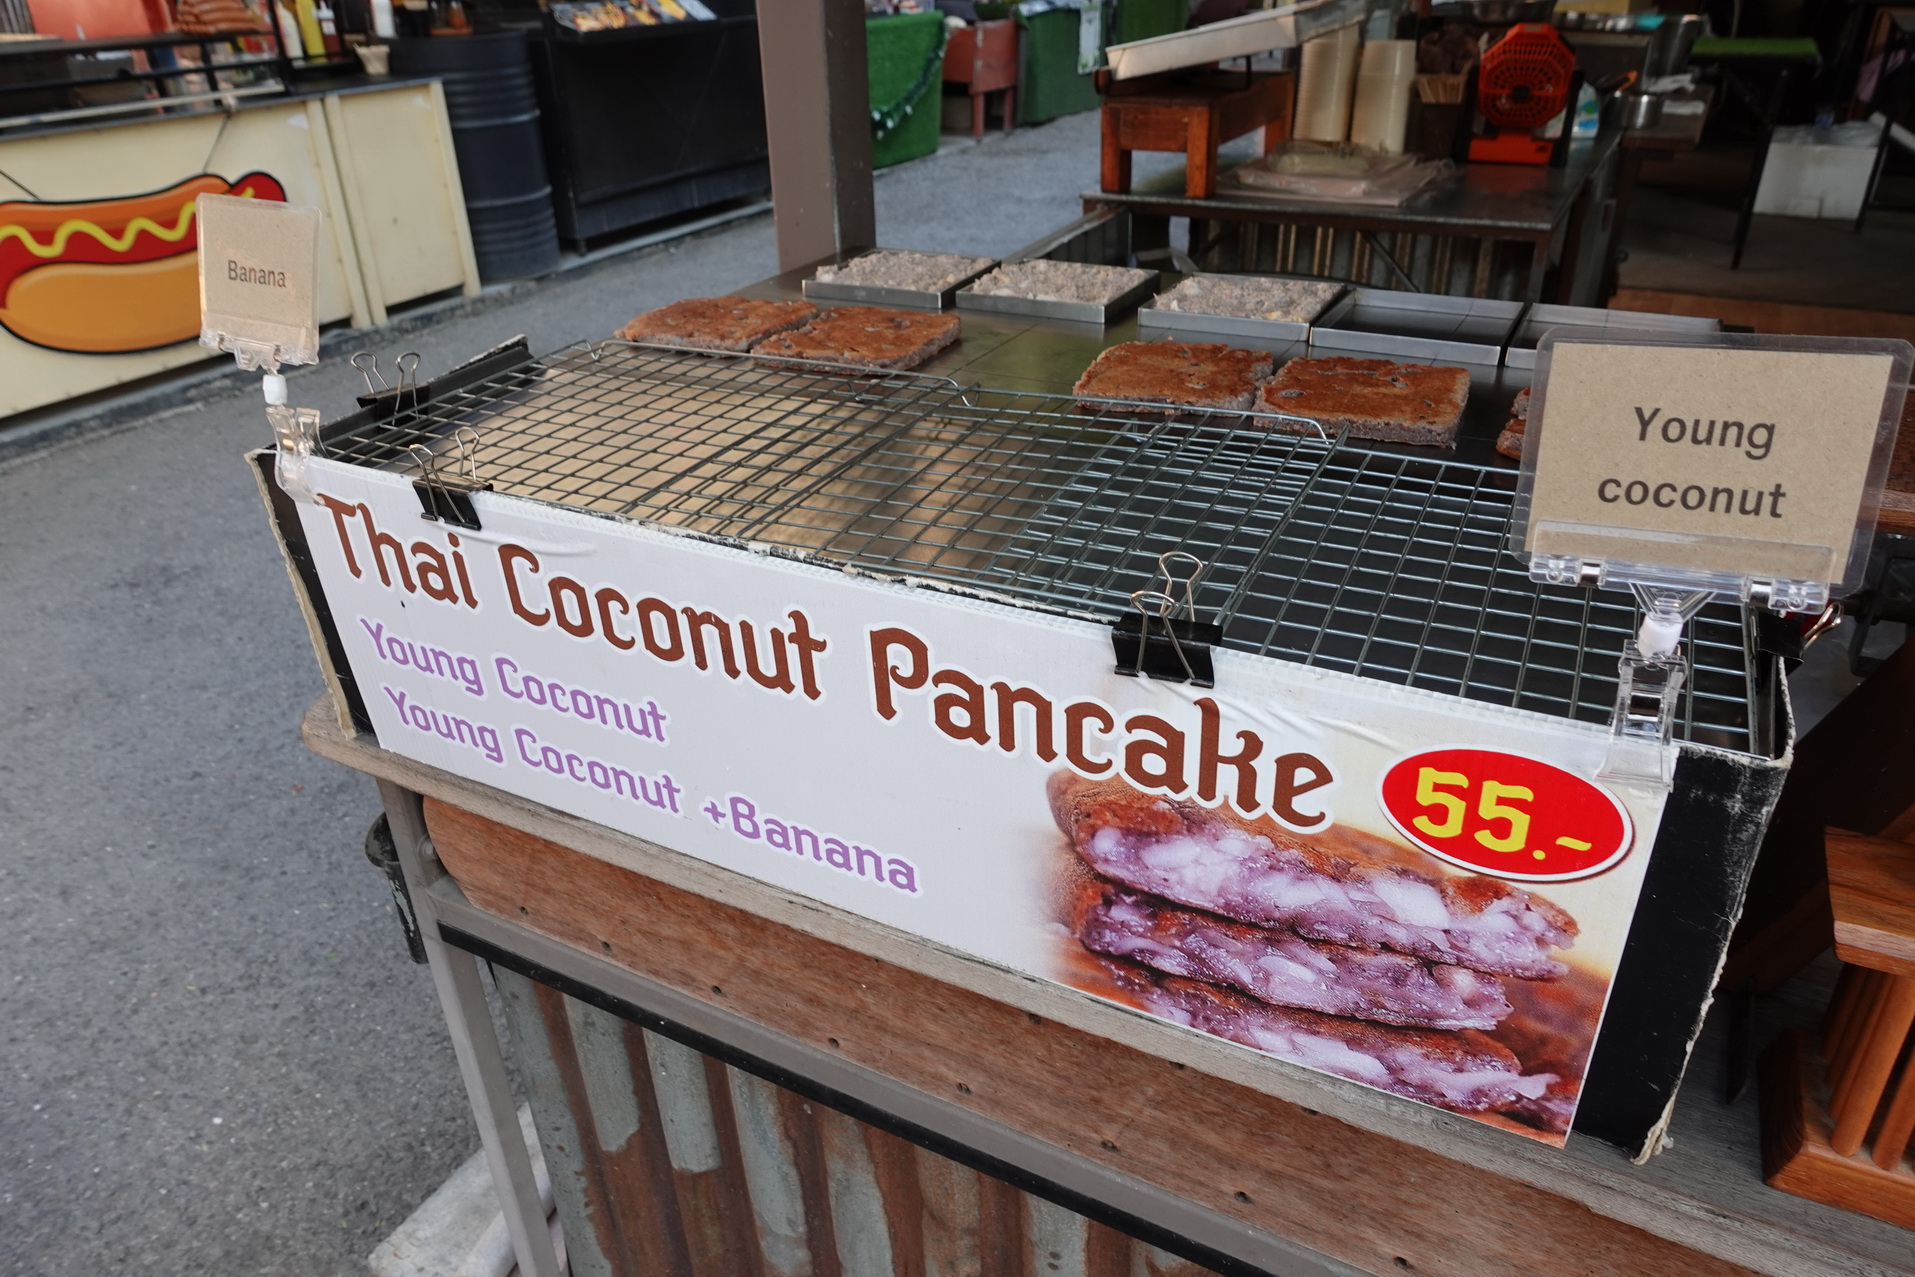 Banana
Young
coconut
Thai Coconut Pancake
Young Coconut
Young Coconut +Banana
55.-